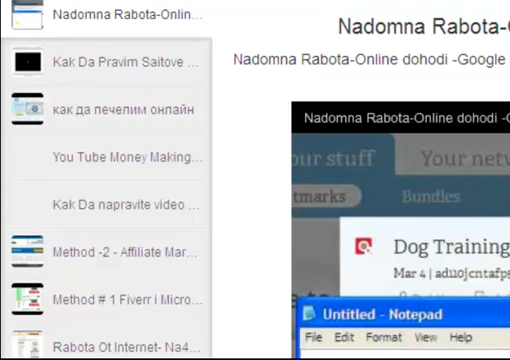 Nadomna Rabota-Onlin...
Kak Da Pravim Saitove ...
как да печелим онлайн
You Tube Money Making...
Kak Da napravite video ...
Method -2 - Affiliate Mar...
Method # 1 Fiverr i Micro...
Rabota Ot Internet- Na4...
Nadomna Rabota-
Nadomna Rabota-Online dohodi -Google
Nadomna Rabota-Online dohodi -G
our stuff
Your netw
tmarks
Bundles
Dog Training
Mar 4 |
Untitled - Notepad
File Edit Format View Help